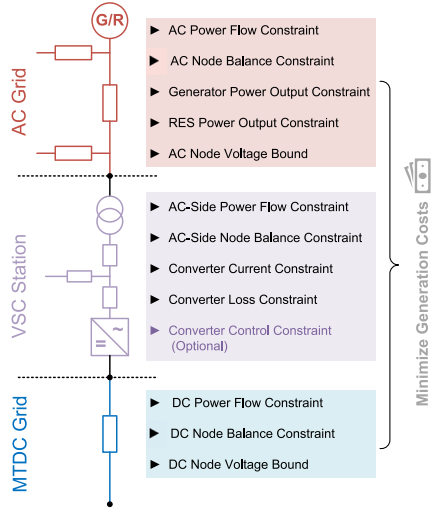 G/R
AC Grid
► AC Power Flow Constraint
► AC Node Balance Constraint
► Generator Power Output Constraint
► RES Power Output Constraint
► AC Node Voltage Bound
VSC Station
► AC-Side Power Flow Constraint
► AC-Side Node Balance Constraint
► Converter Current Constraint
► Converter Loss Constraint
► Converter Control Constraint
(Optional)
MTDC Grid
► DC Power Flow Constraint
► DC Node Balance Constraint
► DC Node Voltage Bound
Minimize Generation Costs